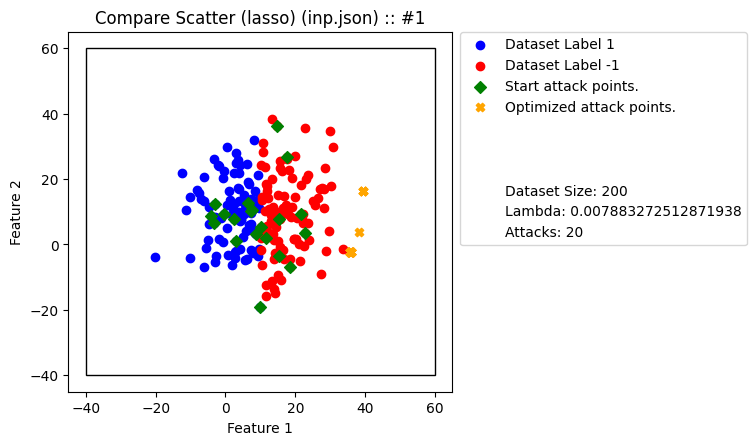 Compare Scatter (lasso) (inp.json) :: #1
Dataset Label 1
Dataset Label -1
Start attack points.
Optimized attack points.
Dataset Size: 200
Lambda: 0.007883272512871938
Attacks: 20
60
40
20
0
−20
−40
Feature 2
−40
−20
0
20
40
60
Feature 1